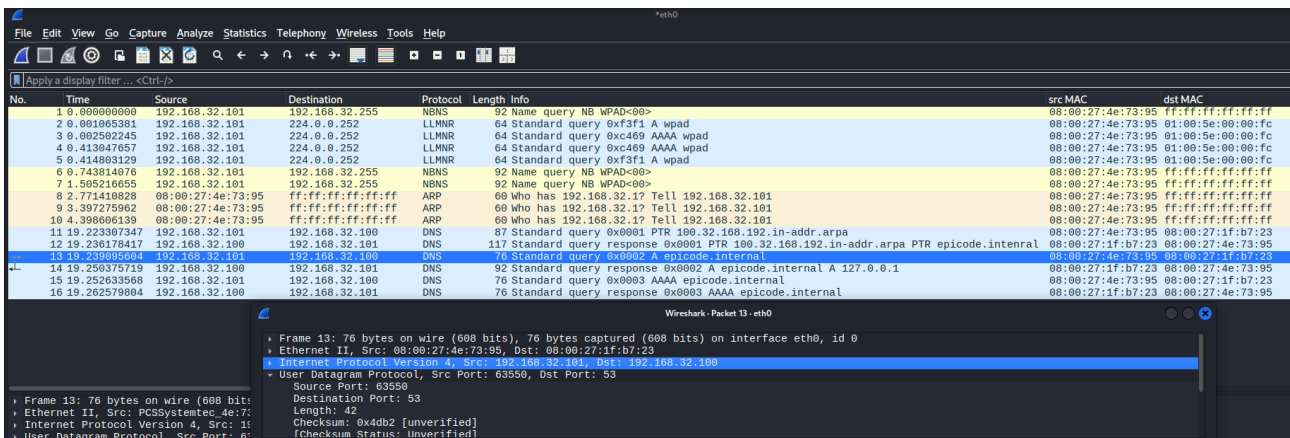 *eth0
File Edit View Go Capture Analyze Statistics Telephony Wireless Tools Help
Apply a display filter ... <Ctrl-/>
No. Time Source Destination Protocol Length Info src MAC dst MAC
1 0.000000000 192.168.32.101 192.168.32.255 NBNS 92 Name query NB WPAD<00> 08:00:27:4e:73:95 ff:ff:ff:ff:ff:ff
2 0.001065381 192.168.32.101 224.0.0.252 LLMNR 64 Standard query 0xf3f1 A wpad 08:00:27:4e:73:95 01:00:5e:00:00:fc
3 0.002502245 192.168.32.101 224.0.0.252 LLMNR 64 Standard query 0xc469 AAAA wpad 08:00:27:4e:73:95 01:00:5e:00:00:fc
4 0.413047657 192.168.32.101 224.0.0.252 LLMNR 64 Standard query 0xc469 AAAA wpad 08:00:27:4e:73:95 01:00:5e:00:00:fc
5 0.414803129 192.168.32.101 224.0.0.252 LLMNR 64 Standard query 0xf3f1 A wpad 08:00:27:4e:73:95 01:00:5e:00:00:fc
6 0.743814076 192.168.32.101 192.168.32.255 NBNS 92 Name query NB WPAD<00> 08:00:27:4e:73:95 ff:ff:ff:ff:ff:ff
7 1.505216655 192.168.32.101 192.168.32.255 NBNS 92 Name query NB WPAD<00> 08:00:27:4e:73:95 ff:ff:ff:ff:ff:ff
8 2.771410828 08:00:27:4e:73:95 ff:ff:ff:ff:ff:ff ARP 60 Who has 192.168.32.1? Tell 192.168.32.101 08:00:27:4e:73:95 ff:ff:ff:ff:ff:ff
9 3.397275962 08:00:27:4e:73:95 ff:ff:ff:ff:ff:ff ARP 60 Who has 192.168.32.1? Tell 192.168.32.101 08:00:27:4e:73:95 ff:ff:ff:ff:ff:ff
10 4.398606139 08:00:27:4e:73:95 ff:ff:ff:ff:ff:ff ARP 60 Who has 192.168.32.1? Tell 192.168.32.101 08:00:27:4e:73:95 ff:ff:ff:ff:ff:ff
11 19.223307347 192.168.32.101 192.168.32.100 DNS 87 Standard query 0x0001 PTR 100.32.168.192.in-addr.arpa 08:00:27:4e:73:95 08:00:27:1f:b7:23
12 19.236178417 192.168.32.100 192.168.32.101 DNS 117 Standard query response 0x0001 PTR 100.32.168.192.in-addr.arpa PTR epicode.intenral 08:00:27:1f:b7:23 08:00:27:4e:73:95
13 19.239095604 192.168.32.101 192.168.32.100 DNS 76 Standard query 0x0002 A epicode.internal 08:00:27:4e:73:95 08:00:27:1f:b7:23
14 19.250375719 192.168.32.100 192.168.32.101 DNS 92 Standard query response 0x0002 A epicode.internal A 127.0.0.1 08:00:27:1f:b7:23 08:00:27:4e:73:95
15 19.252633568 192.168.32.101 192.168.32.100 DNS 76 Standard query 0x0003 AAAA epicode.internal 08:00:27:4e:73:95 08:00:27:1f:b7:23
16 19.262579804 192.168.32.100 192.168.32.101 DNS 76 Standard query response 0x0003 AAAA epicode.internal 08:00:27:1f:b7:23 08:00:27:4e:73:95
Wireshark · Packet 13 · eth0
Frame 13: 76 bytes on wire (608 bits), 76 bytes captured (608 bits) on interface eth0, id 0
Ethernet II, Src: 08:00:27:4e:73:95, Dst: 08:00:27:1f:b7:23
Internet Protocol Version 4, Src: 192.168.32.101, Dst: 192.168.32.100
User Datagram Protocol, Src Port: 63550, Dst Port: 53
Source Port: 63550
Destination Port: 53
Length: 42
Checksum: 0x4db2 [unverified]
[Checksum Status: Unverified]
Frame 13: 76 bytes on wire (608 bits
Ethernet II, Src: PCSSystemtec_4e:73
Internet Protocol Version 4, Src: 19
User Datagram Protocol, Src Port: 63